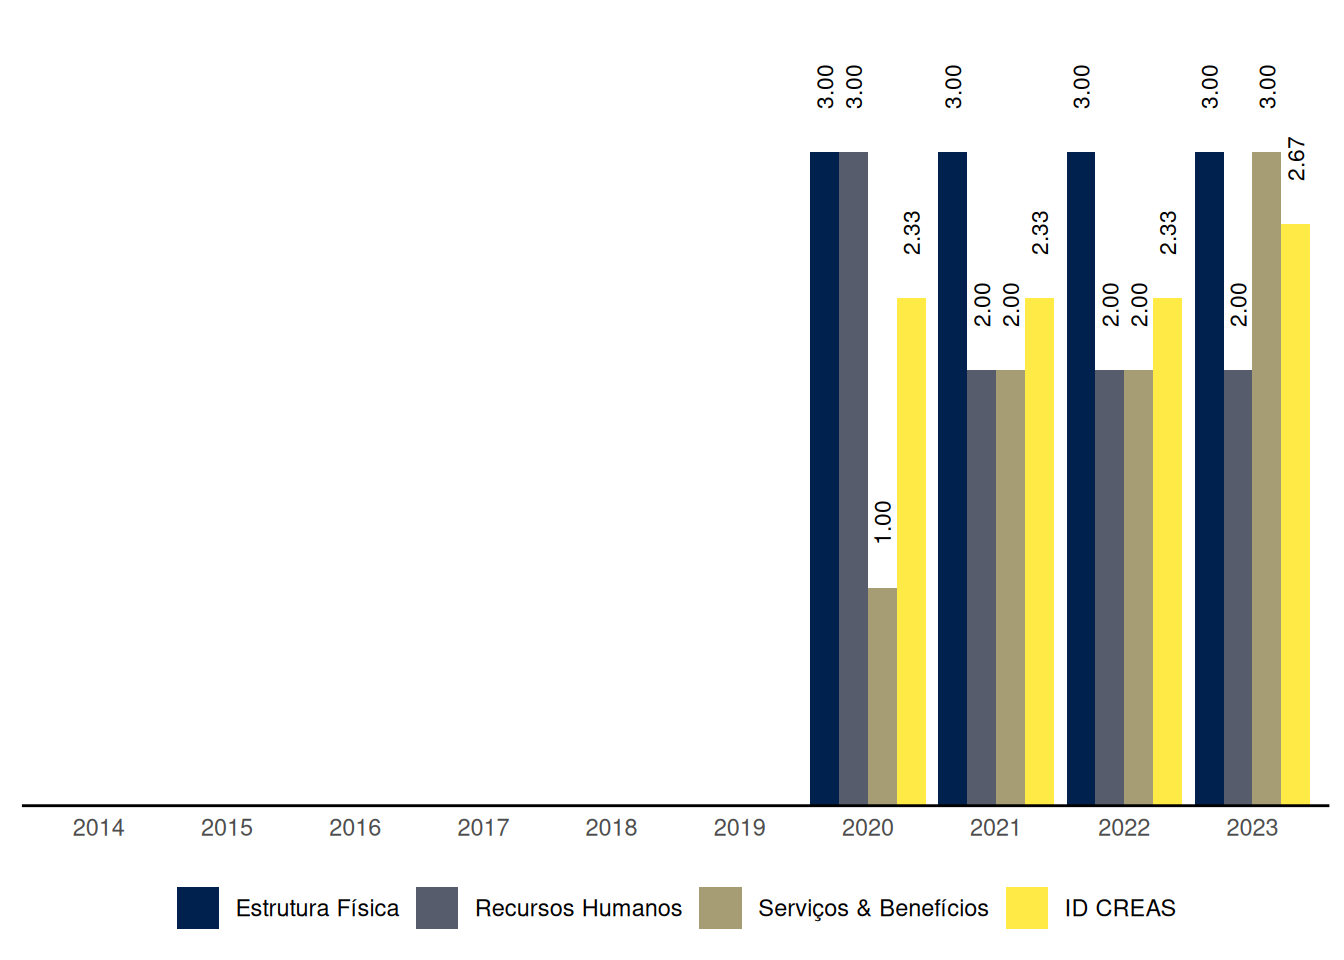 3.00 3.00 3.00 3.00 3.00 3.00
2.67
2.33 2.33 2.33
2.00 2.00 2.00 2.00 2.00
1.00
2014 2015 2016 2017 2018 2019 2020 2021 2022 2023
Estrutura Física Recursos Humanos Serviços & Benefícios ID CREAS